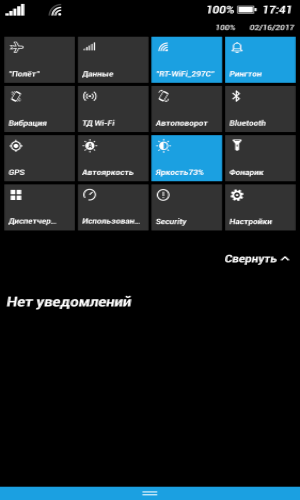 100% 17:41
100% 02/16/2017
"Полёт" Данные "RT-WiFi_297C" Рингтон
Вибрация ТД Wi-Fi Автоповорот Bluetooth
GPS Автояркость Яркость73% Фонарик
Диспетчер... Использован... Security Настройки
Свернуть
Нет уведомлений